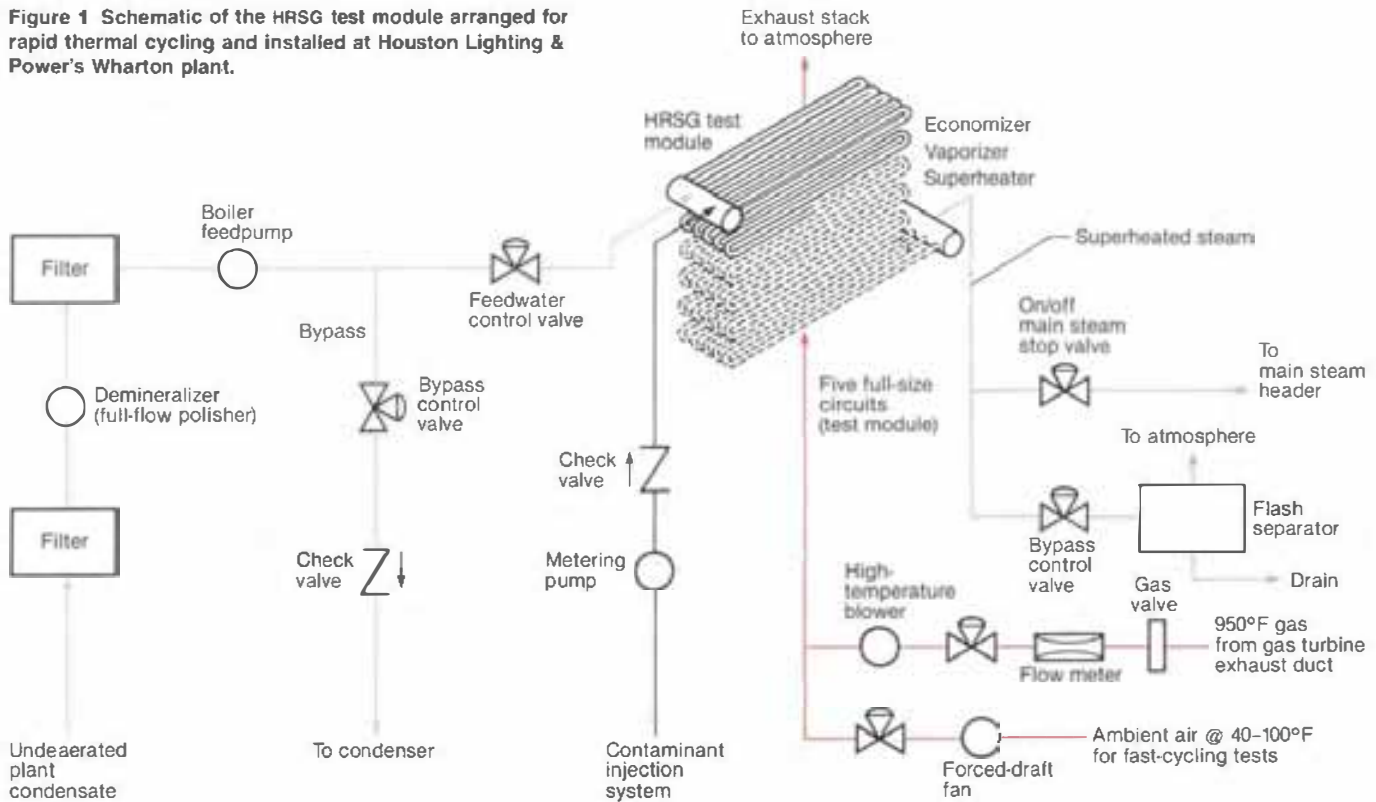 Figure 1 Schematic of the HRSG test module arranged for
rapid thermal cycling and installed at Houston Lighting &
Power's Wharton plant.
Exhaust stack
to atmosphere
HRSG test
module
Economizer
Vaporizer
Superheater
Boiler
feedpump
Filter
Feedwater
control valve
Superheated steam
Bypass
On/off
main steam
stop valve
To
main steam
header
Demineralizer
(full-flow polisher)
Bypass
control
valve
Five full-size
circuits
(test module)
To atmosphere
Check
valve
Filter
Flash
separator
Bypass
control
valve
Check
valve
Metering
pump
High-
temperature
blower
Drain
Gas
valve
950°F gas
from gas turbine
exhaust duct
Flow meter
Undeaerated
plant
condensate
To condenser
Contaminant
injection
system
Forced-draft
fan
Ambient air @ 40–100°F
for fast-cycling tests